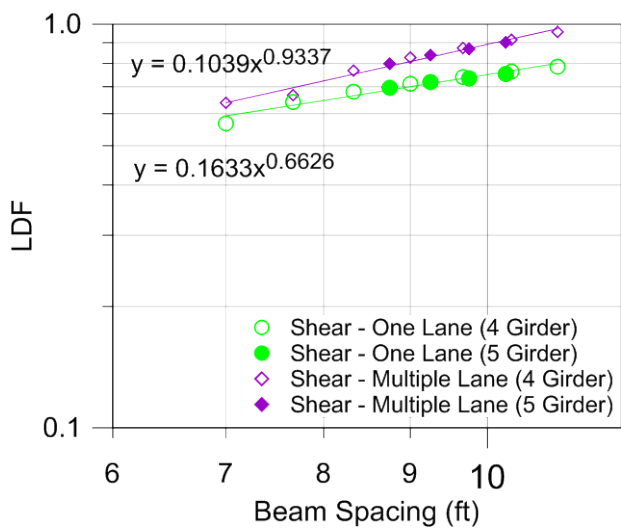 1.0
y = 0.1039x^0.9337
y = 0.1633x^0.6626
LDF
Shear - One Lane (4 Girder)
Shear - One Lane (5 Girder)
Shear - Multiple Lane (4 Girder)
Shear - Multiple Lane (5 Girder)
0.1
6 7 8 9 10
Beam Spacing (ft)